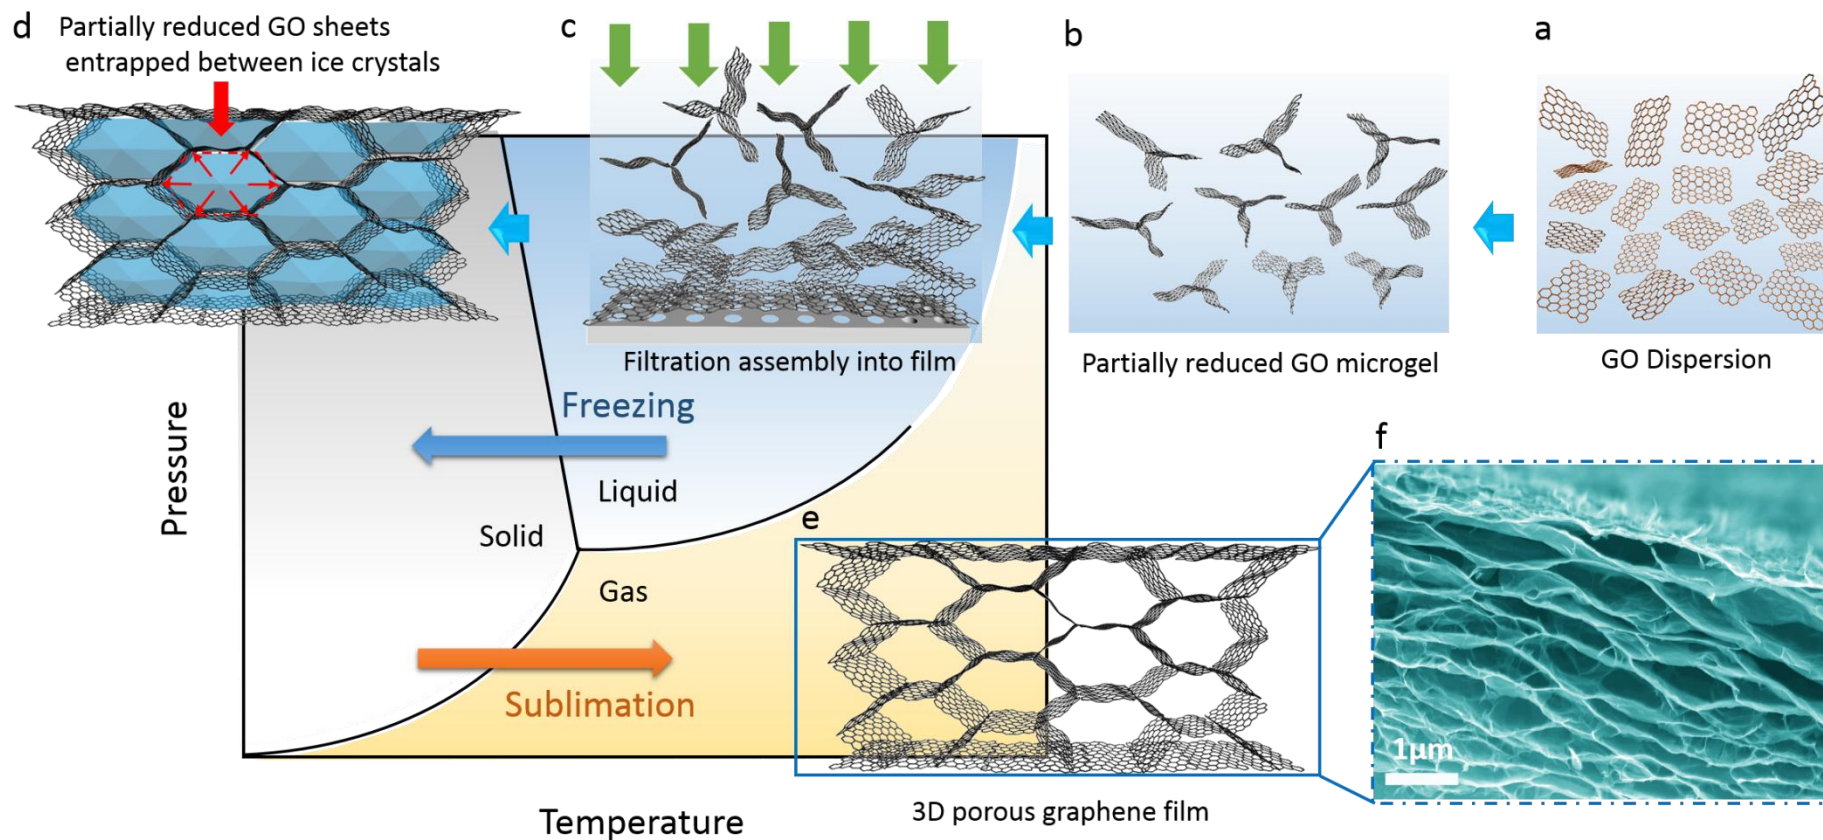 d
Partially reduced GO sheets
entrapped between ice crystals
c
b
a
Filtration assembly into film
Partially reduced GO microgel
GO Dispersion
Freezing
Liquid
Solid
Gas
Sublimation
Pressure
Temperature
e
3D porous graphene film
f
1μm